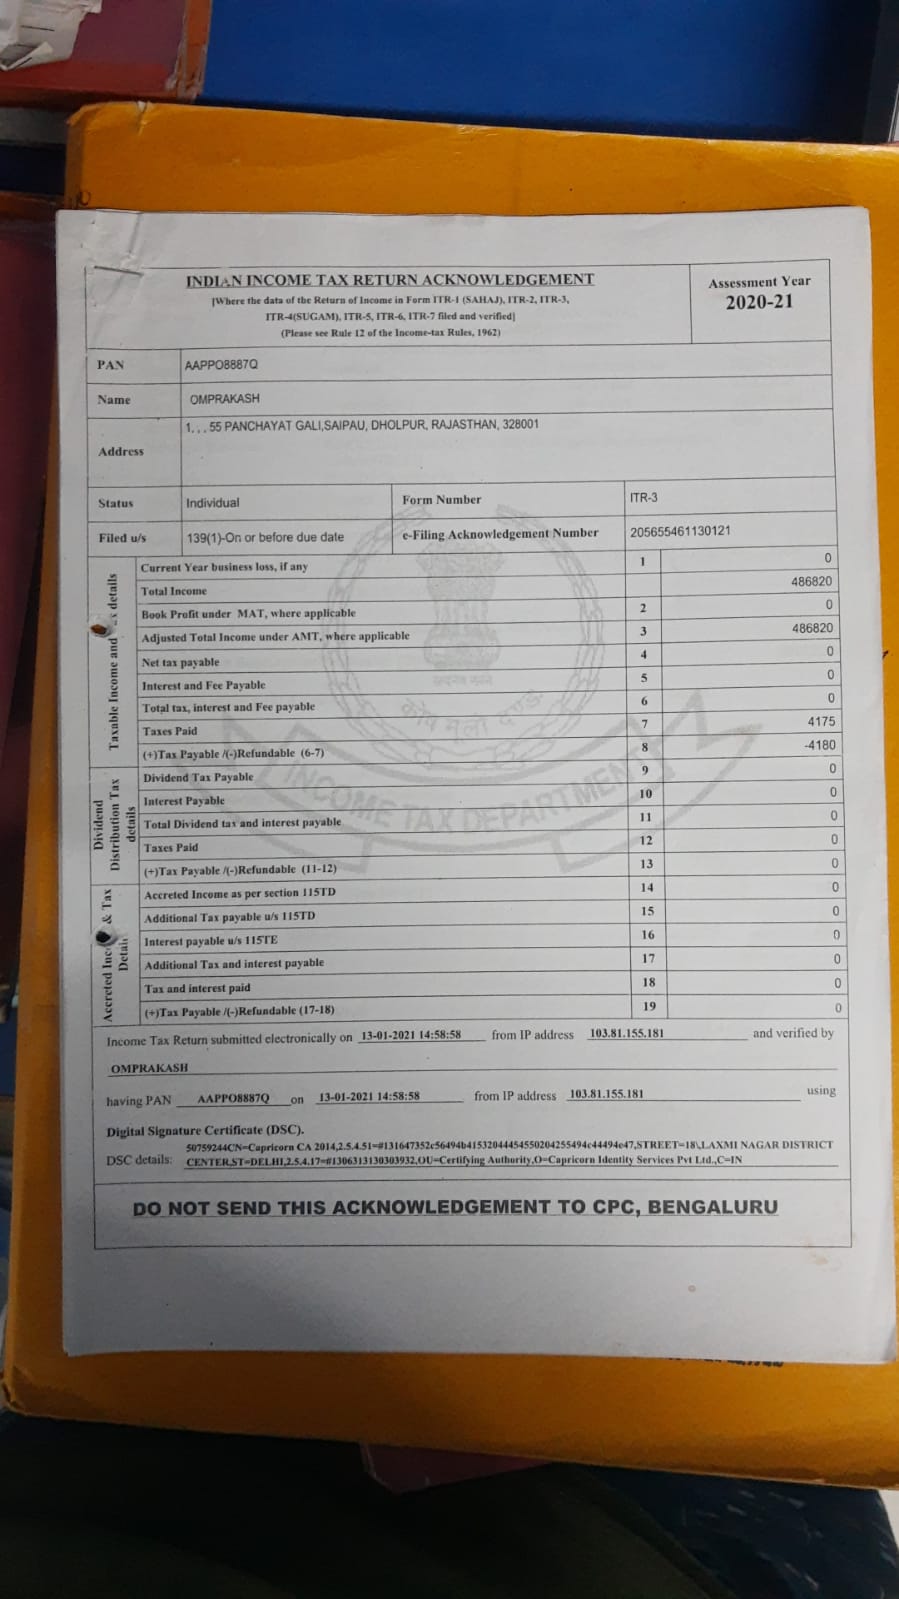 INDIAN INCOME TAX RETURN ACKNOWLEDGEMENT
[Where the data of the Return of Income in Form ITR-1 (SAHAJ), ITR-2, ITR-3,
ITR-4(SUGAM), ITR-5, ITR-6, ITR-7 filed and verified]
(Please see Rule 12 of the Income-tax Rules, 1962)
Assessment Year
2020-21
PAN AAPPO8887Q
Name OMPRAKASH
Address 1, , , 55 PANCHAYAT GALI,SAIPAU, DHOLPUR, RAJASTHAN, 328001
Status Individual Form Number ITR-3
Filed u/s 139(1)-On or before due date e-Filing Acknowledgement Number 205655461130121
Taxable Income and details
Current Year business loss, if any 1 0
Total Income 486820
Book Profit under MAT, where applicable 2 0
Adjusted Total Income under AMT, where applicable 3 486820
Net tax payable 4 0
Interest and Fee Payable 5 0
Total tax, interest and Fee payable 6 0
Taxes Paid 7 4175
(+)Tax Payable /(-)Refundable (6-7) 8 -4180
Dividend Distribution Tax details
Dividend Tax Payable 9 0
Interest Payable 10 0
Total Dividend tax and interest payable 11 0
Taxes Paid 12 0
(+)Tax Payable /(-)Refundable (11-12) 13 0
Accreted & Tax
Accreted Income as per section 115TD 14 0
Additional Tax payable u/s 115TD 15 0
Interest payable u/s 115TE 16 0
Additional Tax and interest payable 17 0
Tax and interest paid 18 0
(+)Tax Payable /(-)Refundable (17-18) 19 0
कोष मूलो दण्डः
INCOME TAX DEPARTMENT
Income Tax Return submitted electronically on 13-01-2021 14:58:58 from IP address 103.81.155.181 and verified by
OMPRAKASH
having PAN AAPPO8887Q on 13-01-2021 14:58:58 from IP address 103.81.155.181 using
Digital Signature Certificate (DSC).
DSC details: 50759244CN=Capricorn CA 2014,2.5.4.51=#131647352c56494b41532044454550204255494c44494e47,STREET=18\,LAXMI NAGAR DISTRICT
CENTER,ST=DELHI,2.5.4.17=#1306313130303932,OU=Certifying Authority,O=Capricorn Identity Services Pvt Ltd.,C=IN
DO NOT SEND THIS ACKNOWLEDGEMENT TO CPC, BENGALURU